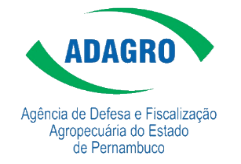 ADAGRO
Agência de Defesa e Fiscalização
Agropecuária do Estado
de Pernambuco